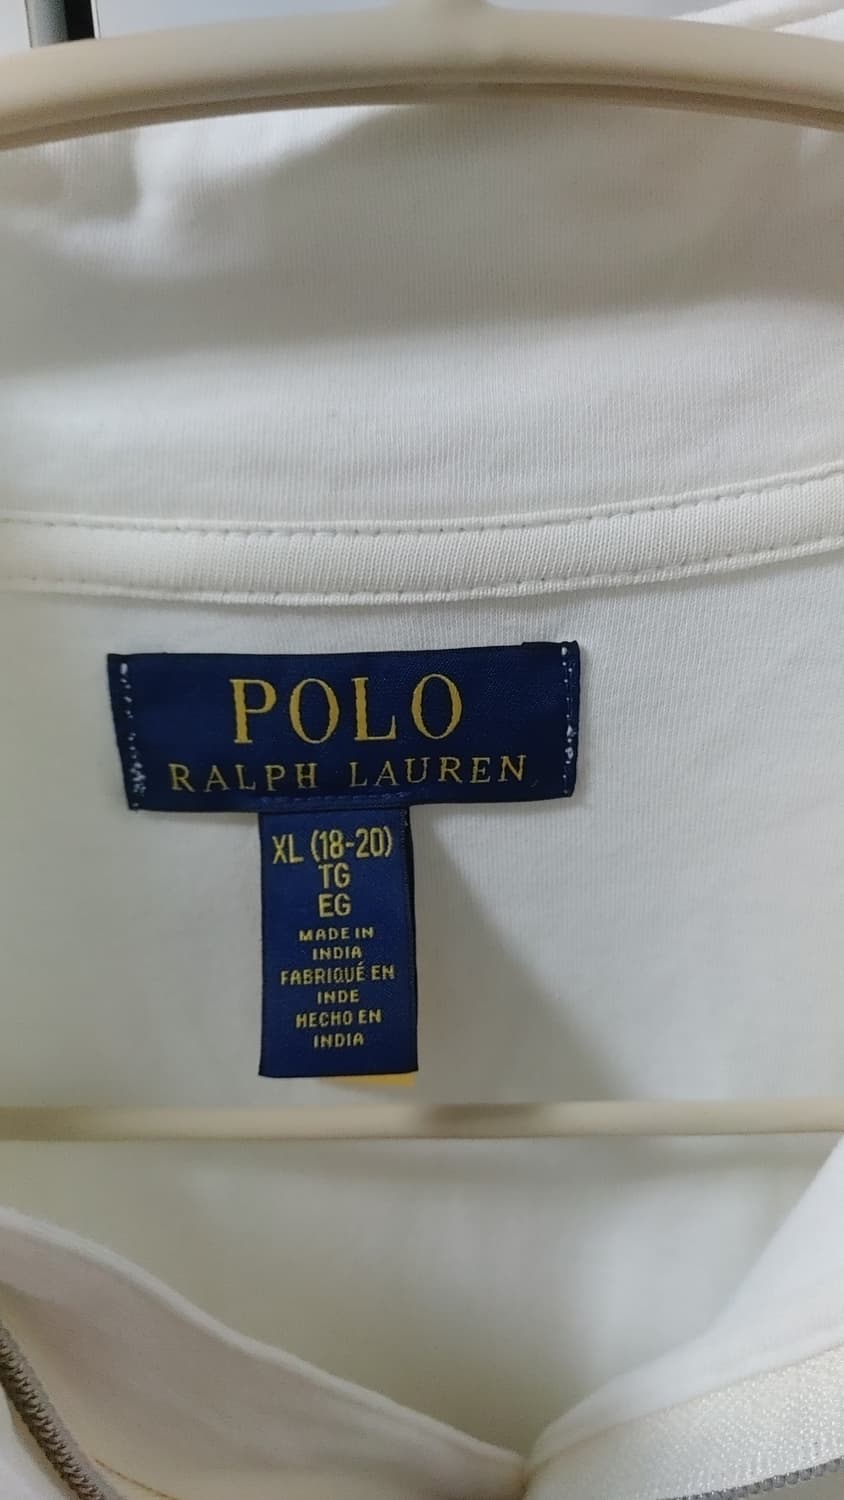 POLO
RALPH LAUREN
XL (18-20)
TG
EG
MADE IN
INDIA
FABRIQUÉ EN
INDE
HECHO EN
INDIA